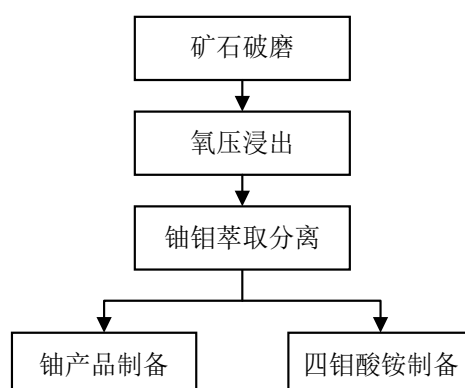 矿石破磨
氧压浸出
铀钼萃取分离
铀产品制备
四钼酸铵制备